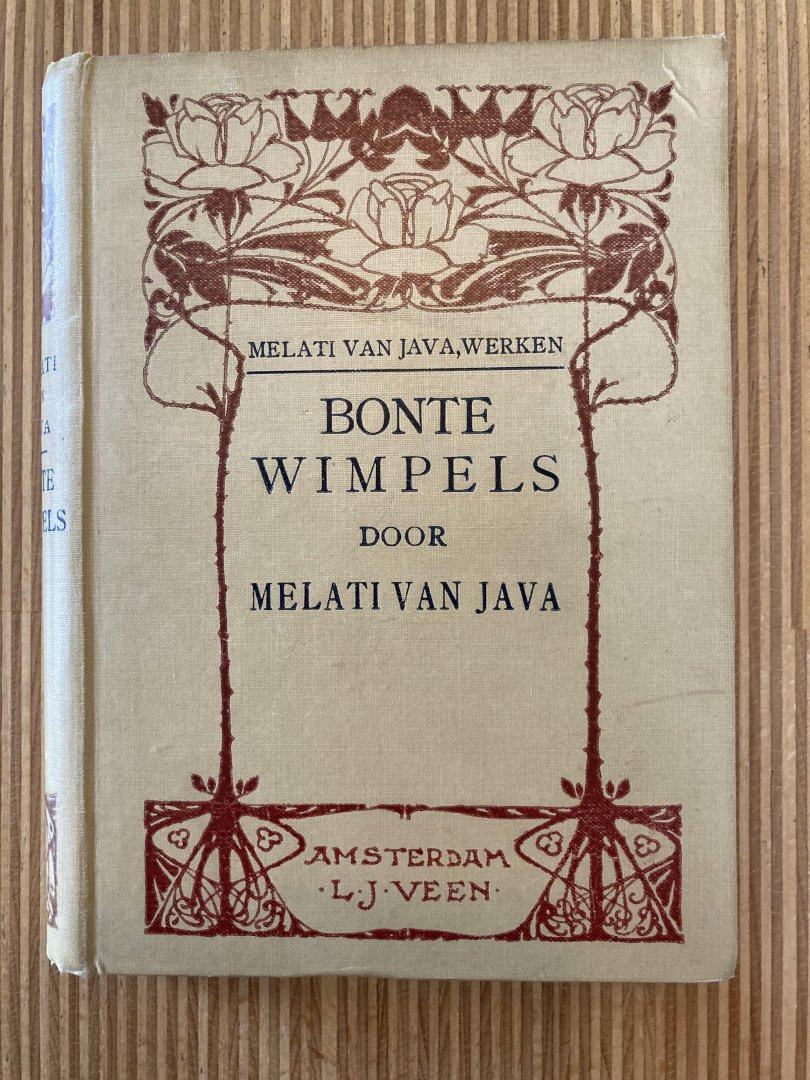 MELATI VAN JAVA, WERKEN
BONTE
WIMPELS
DOOR
MELATI VAN JAVA
AMSTERDAM
·L·J·VEEN·